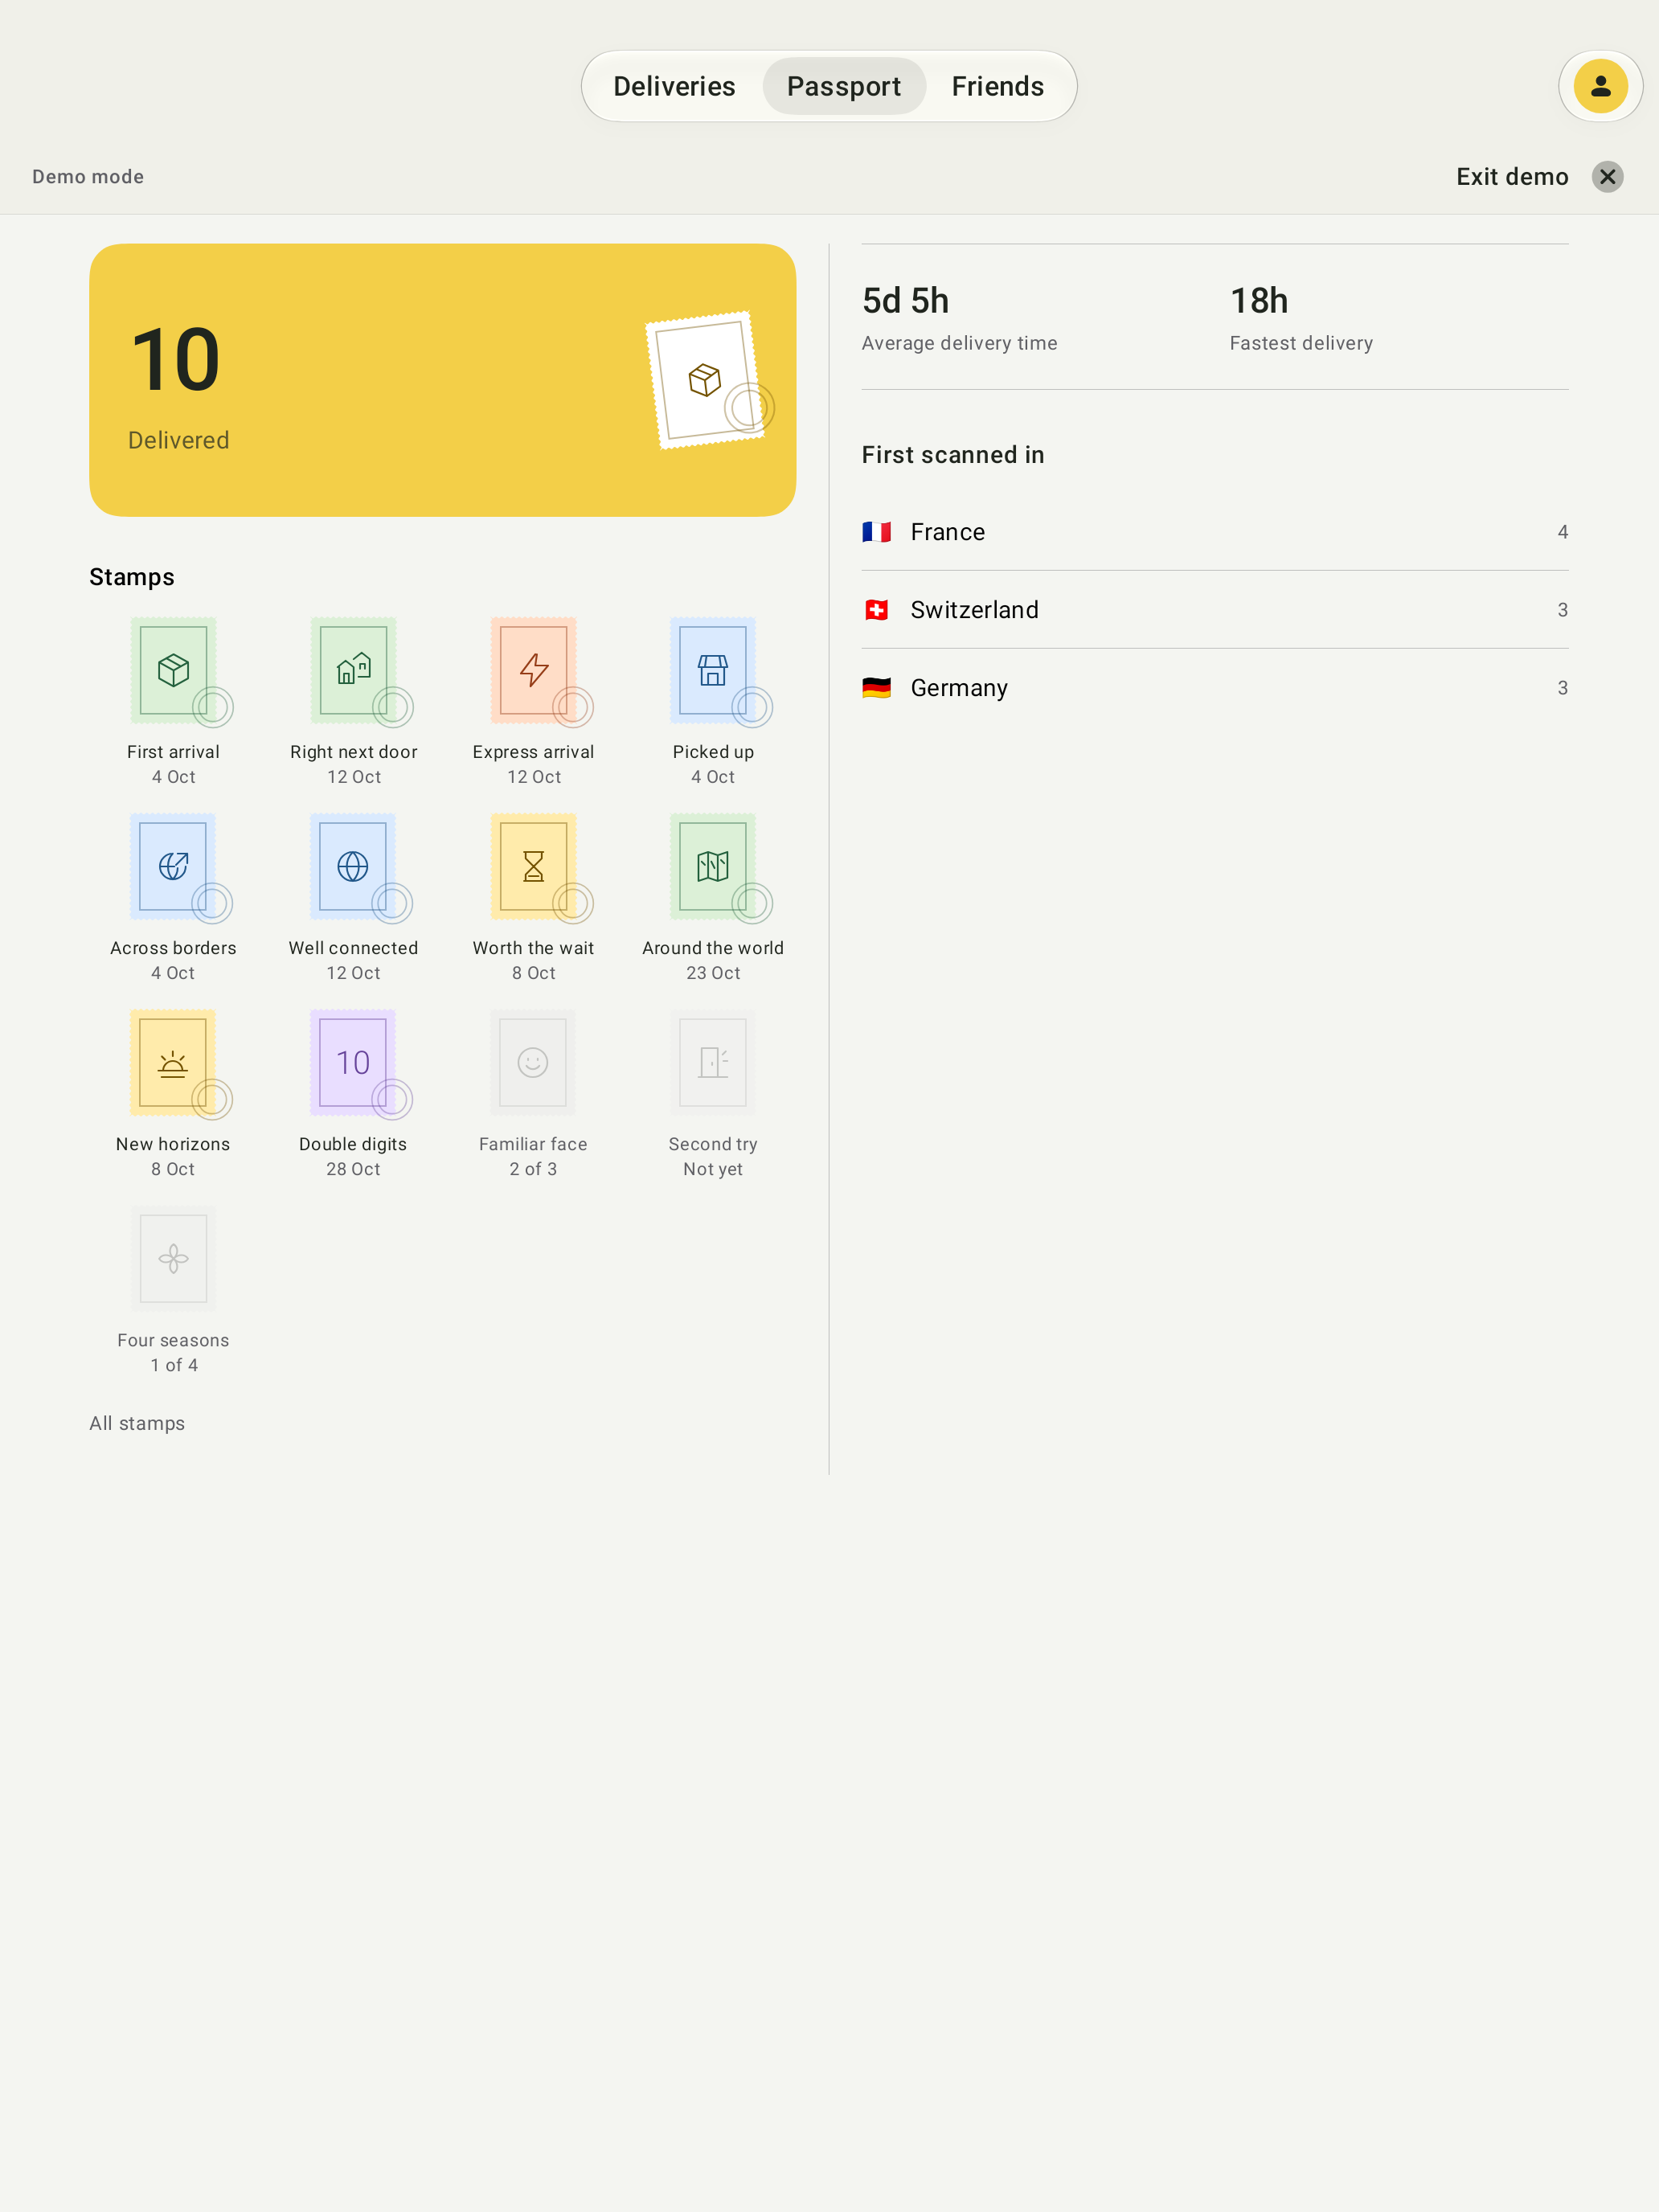 Deliveries
Passport
Friends
Demo mode
Exit demo
10
Delivered
Stamps
First arrival
4 Oct
Right next door
12 Oct
Express arrival
12 Oct
Picked up
4 Oct
Across borders
4 Oct
Well connected
12 Oct
Worth the wait
8 Oct
Around the world
23 Oct
New horizons
8 Oct
10
Double digits
28 Oct
Familiar face
2 of 3
Second try
Not yet
Four seasons
1 of 4
All stamps
5d 5h
Average delivery time
18h
Fastest delivery
First scanned in
France 4
Switzerland 3
Germany 3